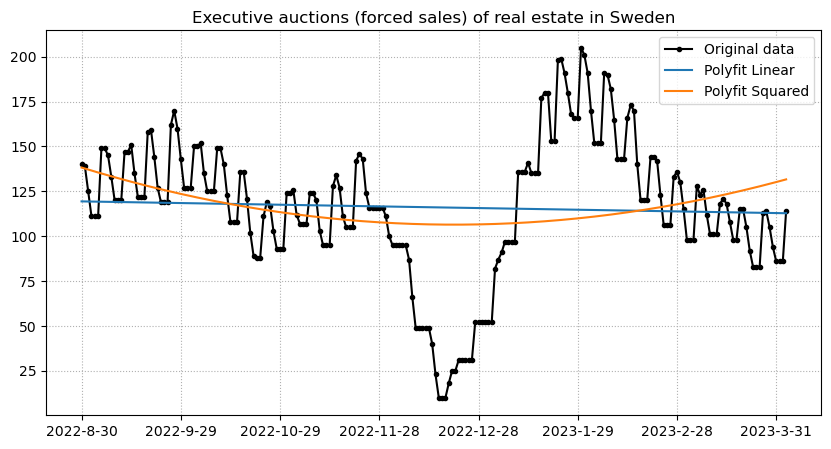 Executive auctions (forced sales) of real estate in Sweden
Original data
Polyfit Linear
Polyfit Squared
200
175
150
125
100
75
50
25
2022-8-30 2022-9-29 2022-10-29 2022-11-28 2022-12-28 2023-1-29 2023-2-28 2023-3-31